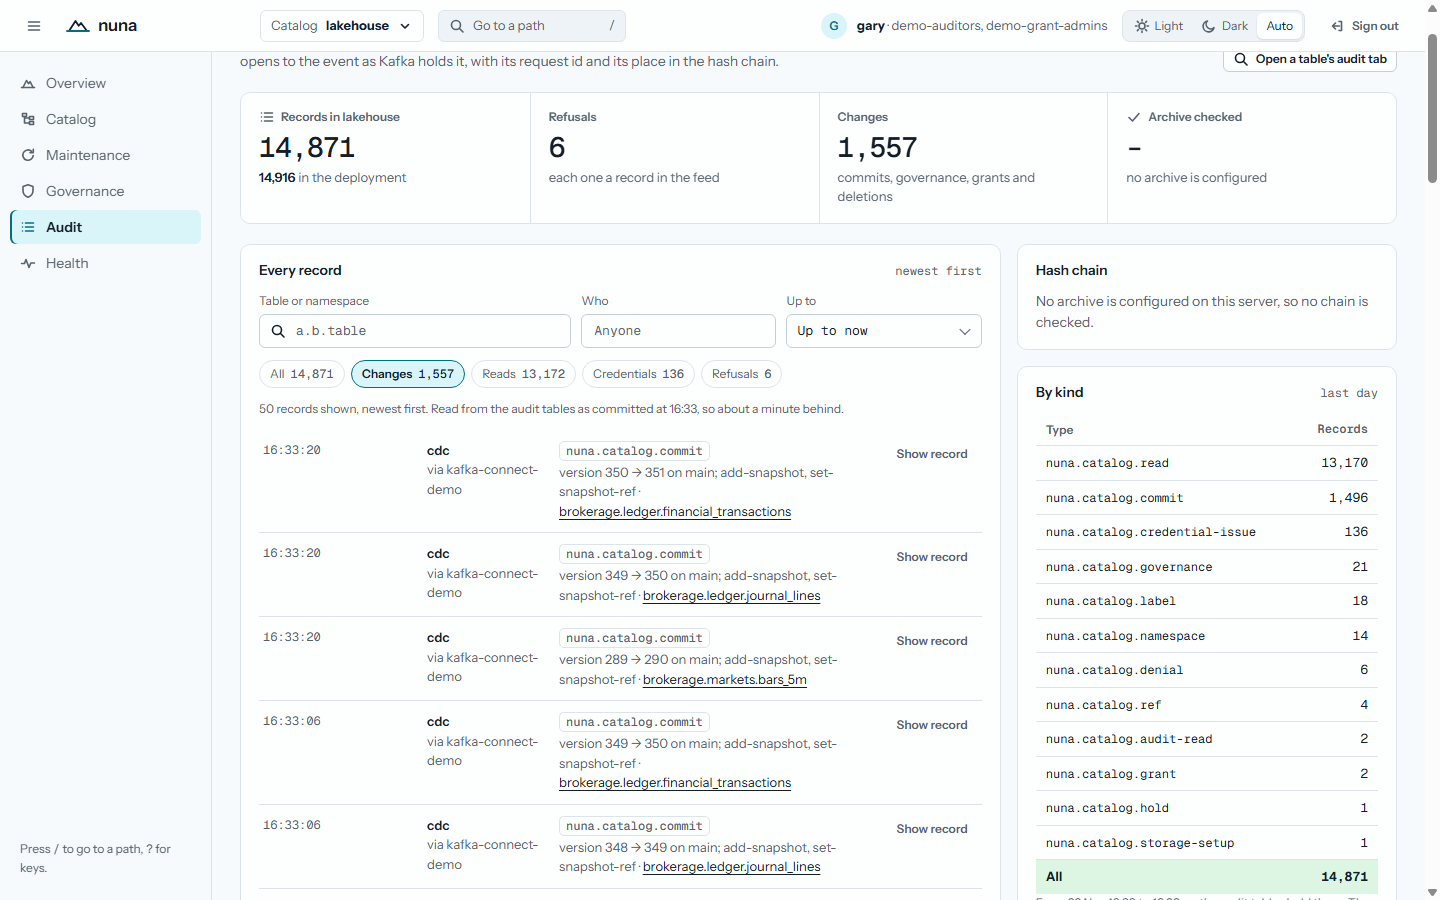 nuna
Catalog lakehouse
Go to a path /
G gary · demo-auditors, demo-grant-admins
Light Dark Auto
Sign out
Overview
Catalog
Maintenance
Governance
Audit
Health
Press / to go to a path, ? for
keys.
opens to the event as Kafka holds it, with its request id and its place in the hash chain.
Open a table's audit tab
Records in lakehouse
14,871
14,916 in the deployment
Refusals
6
each one a record in the feed
Changes
1,557
commits, governance, grants and
deletions
Archive checked
–
no archive is configured
Every record newest first
Table or namespace Who Up to
a.b.table Anyone Up to now
All 14,871 Changes 1,557 Reads 13,172 Credentials 136 Refusals 6
50 records shown, newest first. Read from the audit tables as committed at 16:33, so about a minute behind.
16:33:20
cdc
via kafka-connect-
demo
nuna.catalog.commit
version 350 → 351 on main; add-snapshot, set-
snapshot-ref ·
brokerage.ledger.financial_transactions
Show record
16:33:20
cdc
via kafka-connect-
demo
nuna.catalog.commit
version 349 → 350 on main; add-snapshot, set-
snapshot-ref · brokerage.ledger.journal_lines
Show record
16:33:20
cdc
via kafka-connect-
demo
nuna.catalog.commit
version 289 → 290 on main; add-snapshot, set-
snapshot-ref · brokerage.markets.bars_5m
Show record
16:33:06
cdc
via kafka-connect-
demo
nuna.catalog.commit
version 349 → 350 on main; add-snapshot, set-
snapshot-ref ·
brokerage.ledger.financial_transactions
Show record
16:33:06
cdc
via kafka-connect-
demo
nuna.catalog.commit
version 348 → 349 on main; add-snapshot, set-
snapshot-ref · brokerage.ledger.journal_lines
Show record
Hash chain
No archive is configured on this server, so no chain is
checked.
By kind last day
Type Records
nuna.catalog.read 13,170
nuna.catalog.commit 1,496
nuna.catalog.credential-issue 136
nuna.catalog.governance 21
nuna.catalog.label 18
nuna.catalog.namespace 14
nuna.catalog.denial 6
nuna.catalog.ref 4
nuna.catalog.audit-read 2
nuna.catalog.grant 2
nuna.catalog.hold 1
nuna.catalog.storage-setup 1
All 14,871